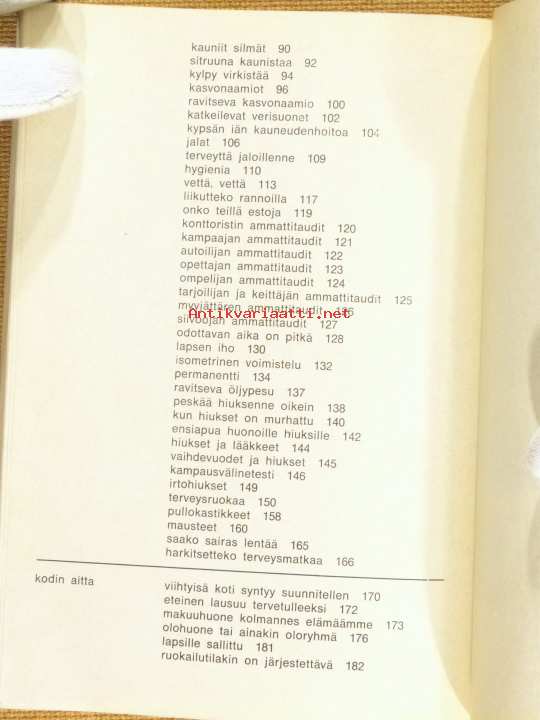 kauniit silmät 90
sitruuna kaunistaa 92
kylpy virkistää 94
kasvonaamiot 96
ravitseva kasvonaamio 100
katkeilevat verisuonet 102
kypsän iän kauneudenhoitoa 104
jalat 106
terveyttä jaloillenne 109
hygienia 110
vettä, vettä 113
liikutteko rannoilla 117
onko teillä estoja 119
konttoristin ammattitaudit 120
kampaajan ammattitaudit 121
autoilijan ammattitaudit 122
opettajan ammattitaudit 123
ompelijan ammattitaudit 124
tarjoilijan ja keittäjän ammattitaudit 125
myyjättären ammattitaudit 126
Antikvariaatti.net
siivoojan ammattitaudit 127
odottavan aika on pitkä 128
lapsen iho 130
isometrinen voimistelu 132
permanentti 134
ravitseva öljypesu 137
peskää hiuksenne oikein 138
kun hiukset on murhattu 140
ensiapua huonoille hiuksille 142
hiukset ja lääkkeet 144
vaihdevuodet ja hiukset 145
kampausvälinetesti 146
irtohiukset 149
terveysruokaa 150
pullokastikkeet 158
mausteet 160
saako sairas lentää 165
harkitsetteko terveysmatkaa 166
kodin aitta viihtyisä koti syntyy suunnitellen 170
eteinen lausuu tervetulleeksi 172
makuuhuone kolmannes elämäämme 173
olohuone tai ainakin oloryhmä 176
lapsille sallittu 181
ruokailutilakin on järjestettävä 182